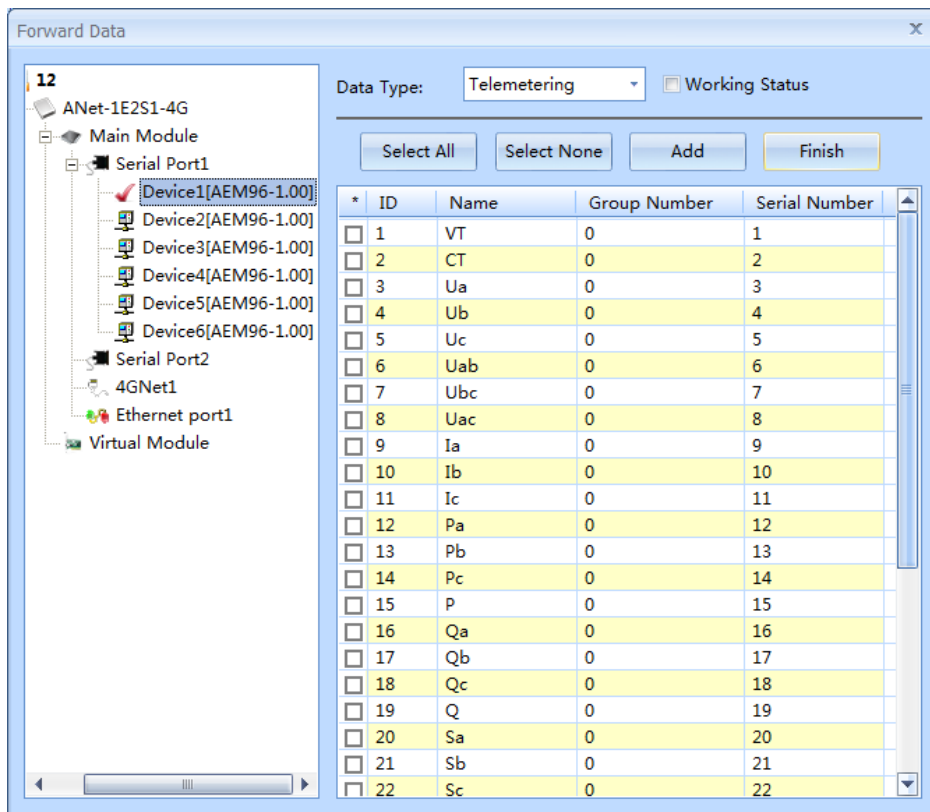 Forward Data
x
12
ANet-1E2S1-4G
Main Module
Serial Port1
Device1[AEM96-1.00]
Device2[AEM96-1.00]
Device3[AEM96-1.00]
Device4[AEM96-1.00]
Device5[AEM96-1.00]
Device6[AEM96-1.00]
Serial Port2
4GNet1
Ethernet port1
Virtual Module
Data Type: Telemetering Working Status
Select All Select None Add Finish
* ID Name Group Number Serial Number
1 VT 0 1
2 CT 0 2
3 Ua 0 3
4 Ub 0 4
5 Uc 0 5
6 Uab 0 6
7 Ubc 0 7
8 Uac 0 8
9 Ia 0 9
10 Ib 0 10
11 Ic 0 11
12 Pa 0 12
13 Pb 0 13
14 Pc 0 14
15 P 0 15
16 Qa 0 16
17 Qb 0 17
18 Qc 0 18
19 Q 0 19
20 Sa 0 20
21 Sb 0 21
22 Sc 0 22